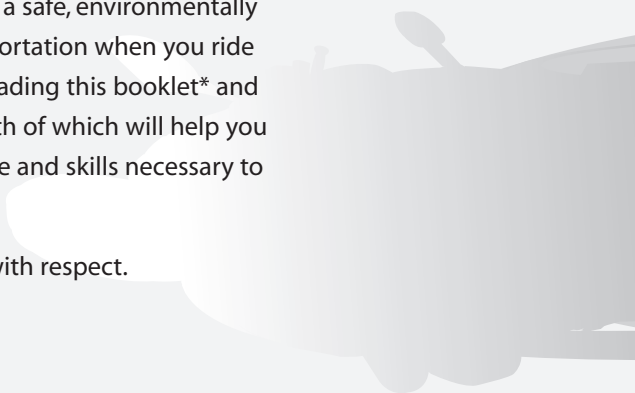 a safe, environmentally
ortation when you ride
ading this booklet* and
th of which will help you
e and skills necessary to
with respect.